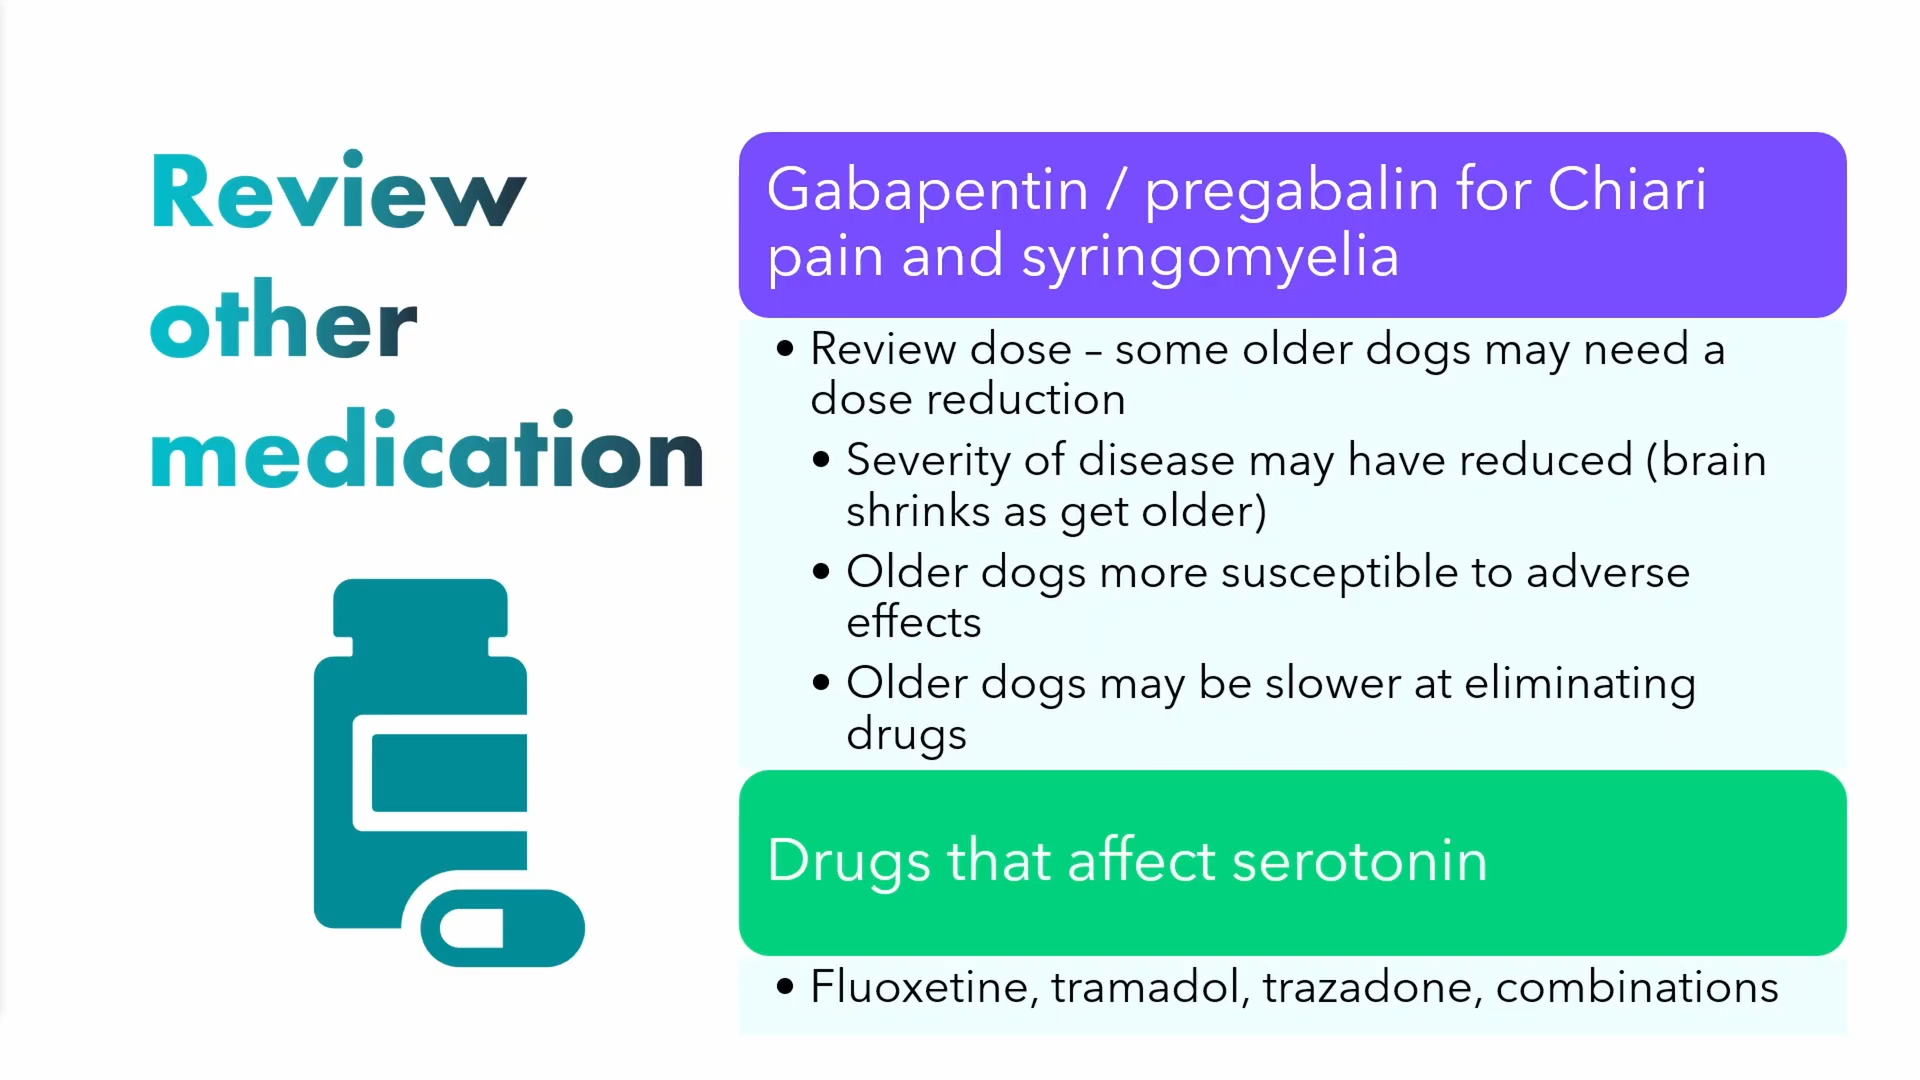 Review
other
medication
Gabapentin / pregabalin for Chiari
pain and syringomyelia
• Review dose – some older dogs may need a
dose reduction
• Severity of disease may have reduced (brain
shrinks as get older)
• Older dogs more susceptible to adverse
effects
• Older dogs may be slower at eliminating
drugs
Drugs that affect serotonin
• Fluoxetine, tramadol, trazadone, combinations